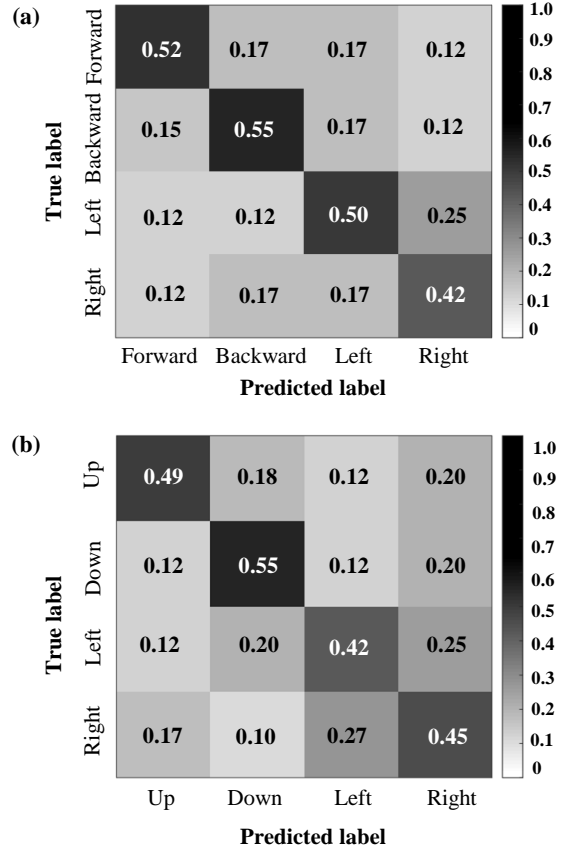 (a)
Forward 0.52 0.17 0.17 0.12
Backward 0.15 0.55 0.17 0.12
Left 0.12 0.12 0.50 0.25
Right 0.12 0.17 0.17 0.42
True label
Forward Backward Left Right
Predicted label
1.0
0.9
0.8
0.7
0.6
0.5
0.4
0.3
0.2
0.1
0
(b)
Up 0.49 0.18 0.12 0.20
Down 0.12 0.55 0.12 0.20
Left 0.12 0.20 0.42 0.25
Right 0.17 0.10 0.27 0.45
True label
Up Down Left Right
Predicted label
1.0
0.9
0.8
0.7
0.6
0.5
0.4
0.3
0.2
0.1
0